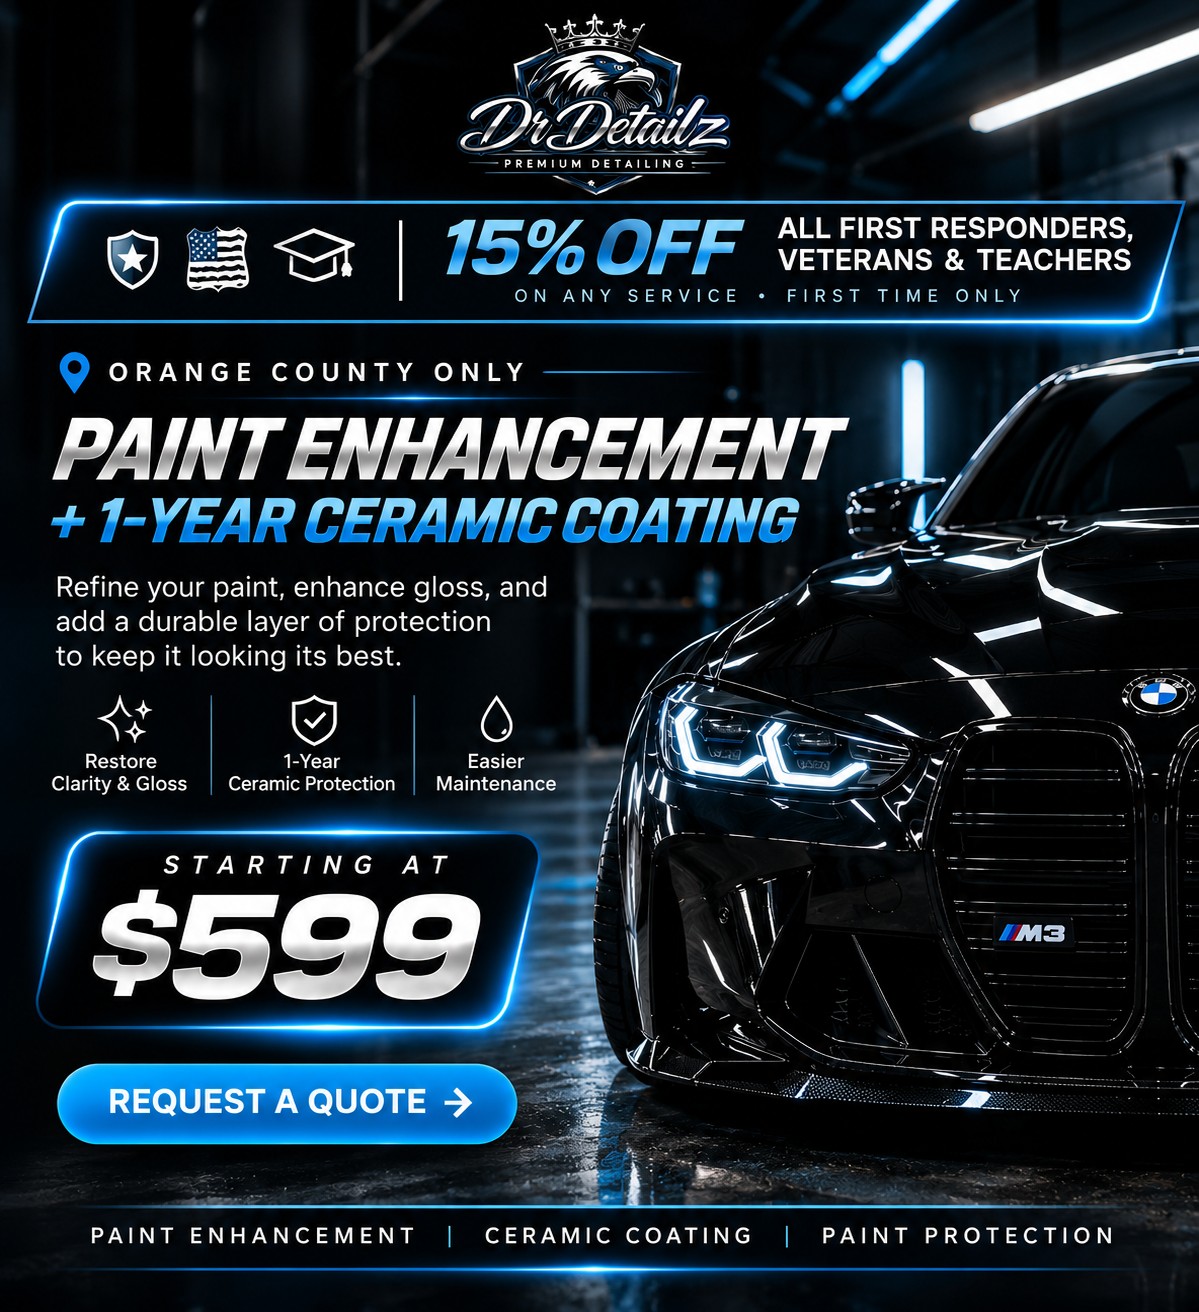 Dr Detailz
PREMIUM DETAILING
15% OFF
ALL FIRST RESPONDERS,
VETERANS & TEACHERS
ON ANY SERVICE • FIRST TIME ONLY
ORANGE COUNTY ONLY
PAINT ENHANCEMENT
+ 1-YEAR CERAMIC COATING
Refine your paint, enhance gloss, and
add a durable layer of protection
to keep it looking its best.
Restore
Clarity & Gloss
1-Year
Ceramic Protection
Easier
Maintenance
STARTING AT
$599
REQUEST A QUOTE →
M3
PAINT ENHANCEMENT | CERAMIC COATING | PAINT PROTECTION